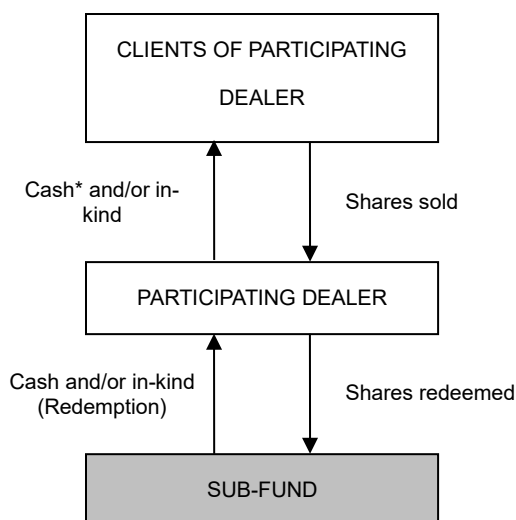 CLIENTS OF PARTICIPATING
DEALER
Cash* and/or in-
kind
Shares sold
PARTICIPATING DEALER
Cash and/or in-kind
(Redemption)
Shares redeemed
SUB-FUND